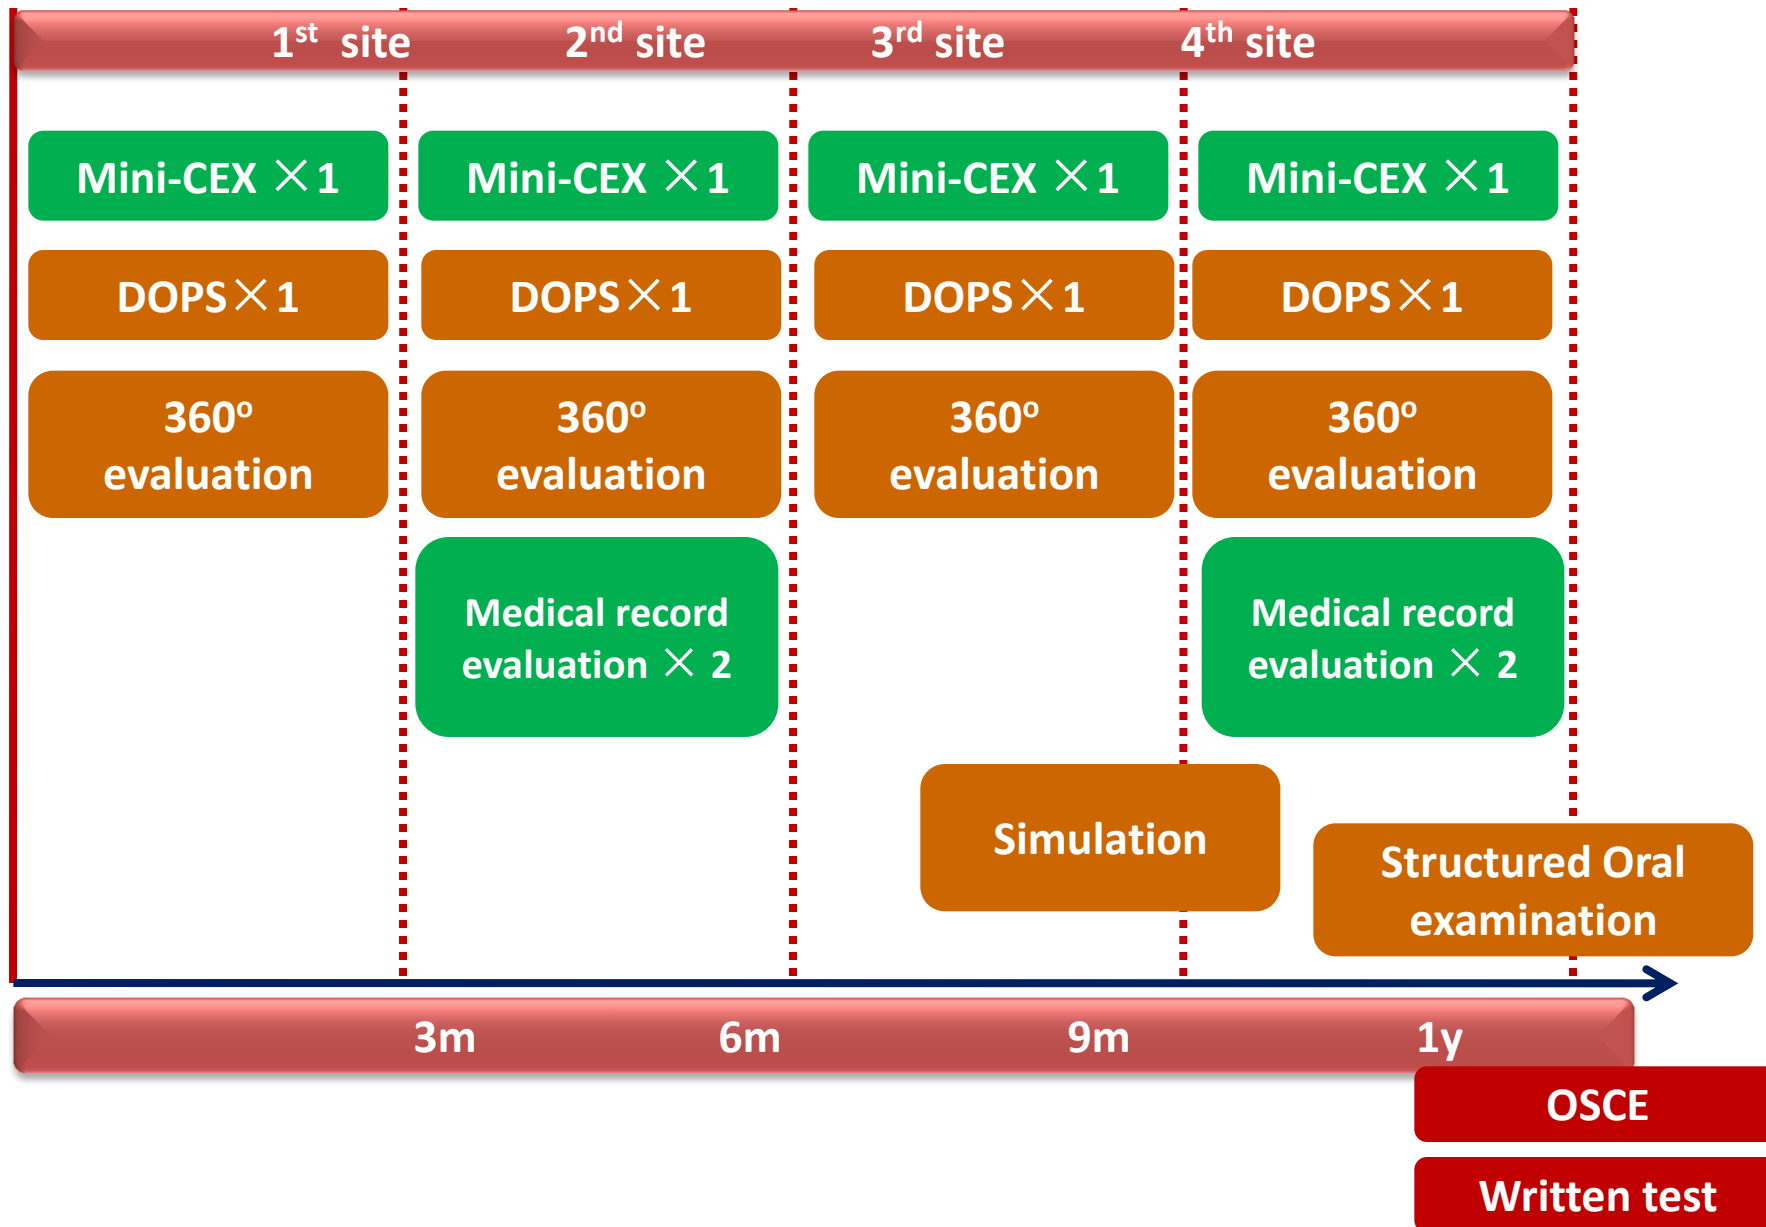 1st site 2nd site 3rd site 4th site
Mini-CEX ×1 Mini-CEX ×1 Mini-CEX ×1 Mini-CEX ×1
DOPS×1 DOPS×1 DOPS×1 DOPS×1
360º
evaluation
360º
evaluation
360º
evaluation
360º
evaluation
Medical record
evaluation × 2
Medical record
evaluation × 2
Simulation
Structured Oral
examination
3m 6m 9m 1y
OSCE
Written test